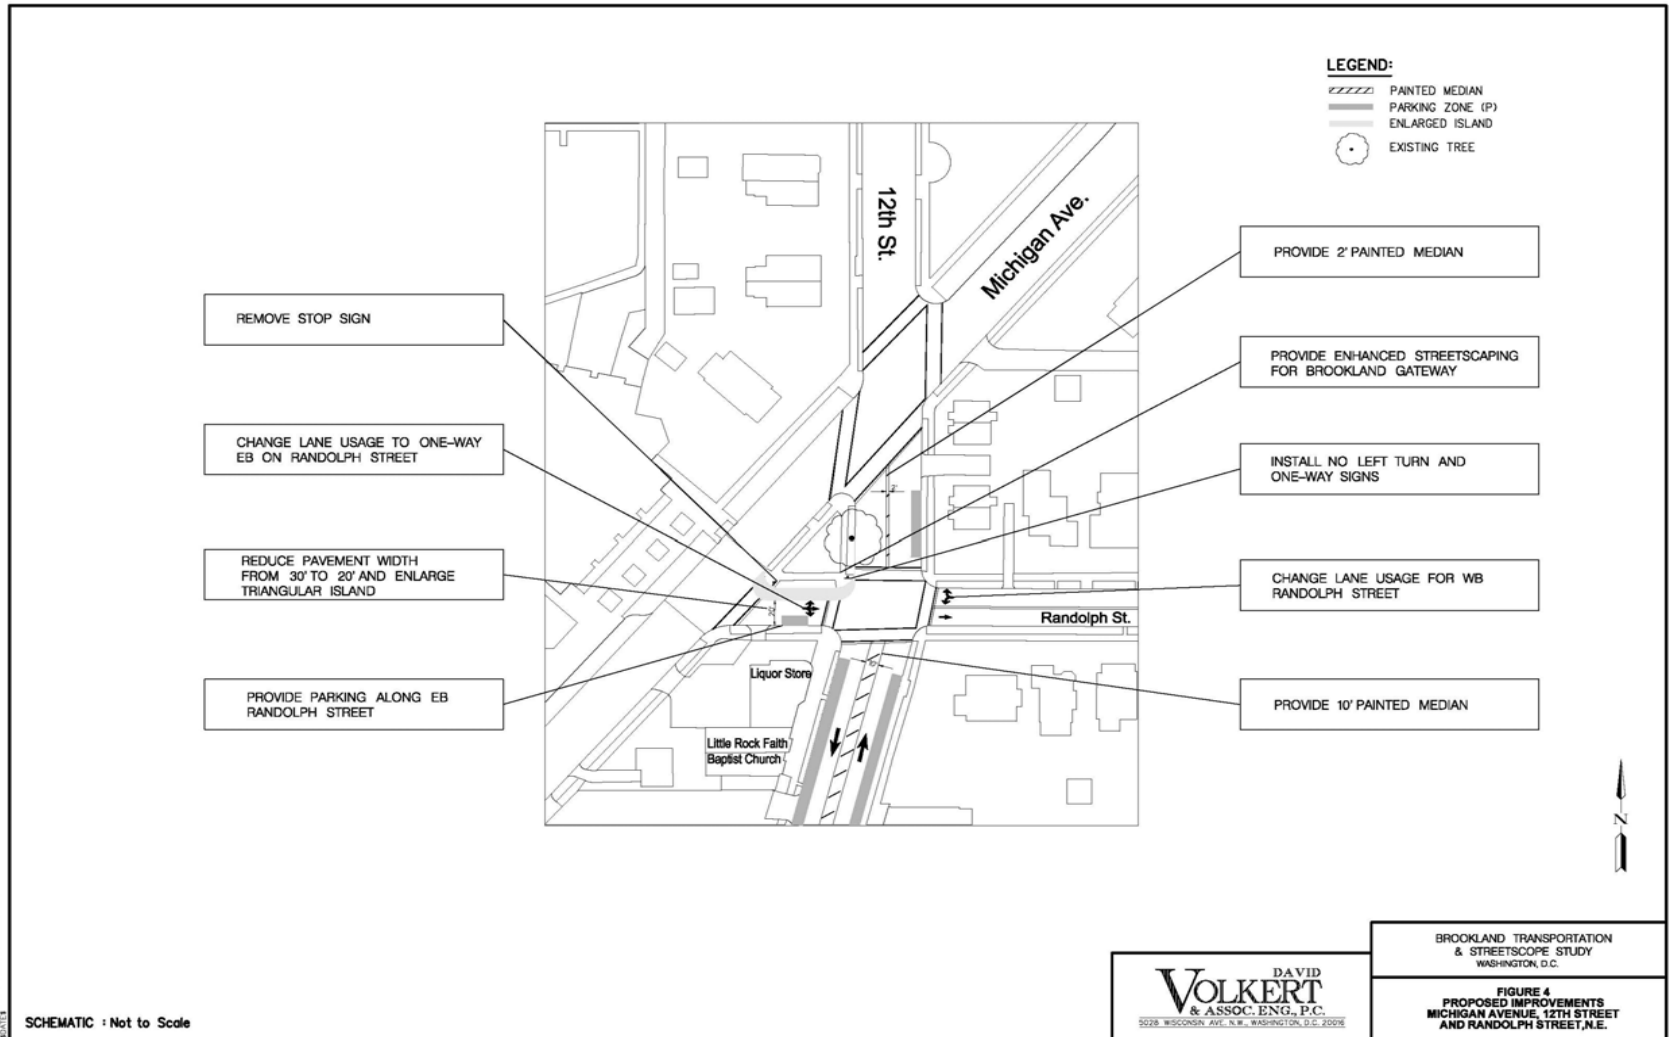 LEGEND:
PAINTED MEDIAN
PARKING ZONE (P)
ENLARGED ISLAND
EXISTING TREE
12th St.
Michigan Ave.
REMOVE STOP SIGN
CHANGE LANE USAGE TO ONE-WAY
EB ON RANDOLPH STREET
REDUCE PAVEMENT WIDTH
FROM 30' TO 20' AND ENLARGE
TRIANGULAR ISLAND
PROVIDE PARKING ALONG EB
RANDOLPH STREET
PROVIDE 2' PAINTED MEDIAN
PROVIDE ENHANCED STREETSCAPING
FOR BROOKLAND GATEWAY
INSTALL NO LEFT TURN AND
ONE-WAY SIGNS
CHANGE LANE USAGE FOR WB
RANDOLPH STREET
PROVIDE 10' PAINTED MEDIAN
2'
20'
Randolph St.
Liquor Store
Little Rock Faith
Baptist Church
N
SCHEMATIC : Not to Scale
DAVID
VOLKERT
& ASSOC. ENG., P.C.
5028 WISCONSIN AVE. N.W., WASHINGTON, D.C. 20016
BROOKLAND TRANSPORTATION
& STREETSCOPE STUDY
WASHINGTON, D.C.
FIGURE 4
PROPOSED IMPROVEMENTS
MICHIGAN AVENUE, 12TH STREET
AND RANDOLPH STREET, N.E.